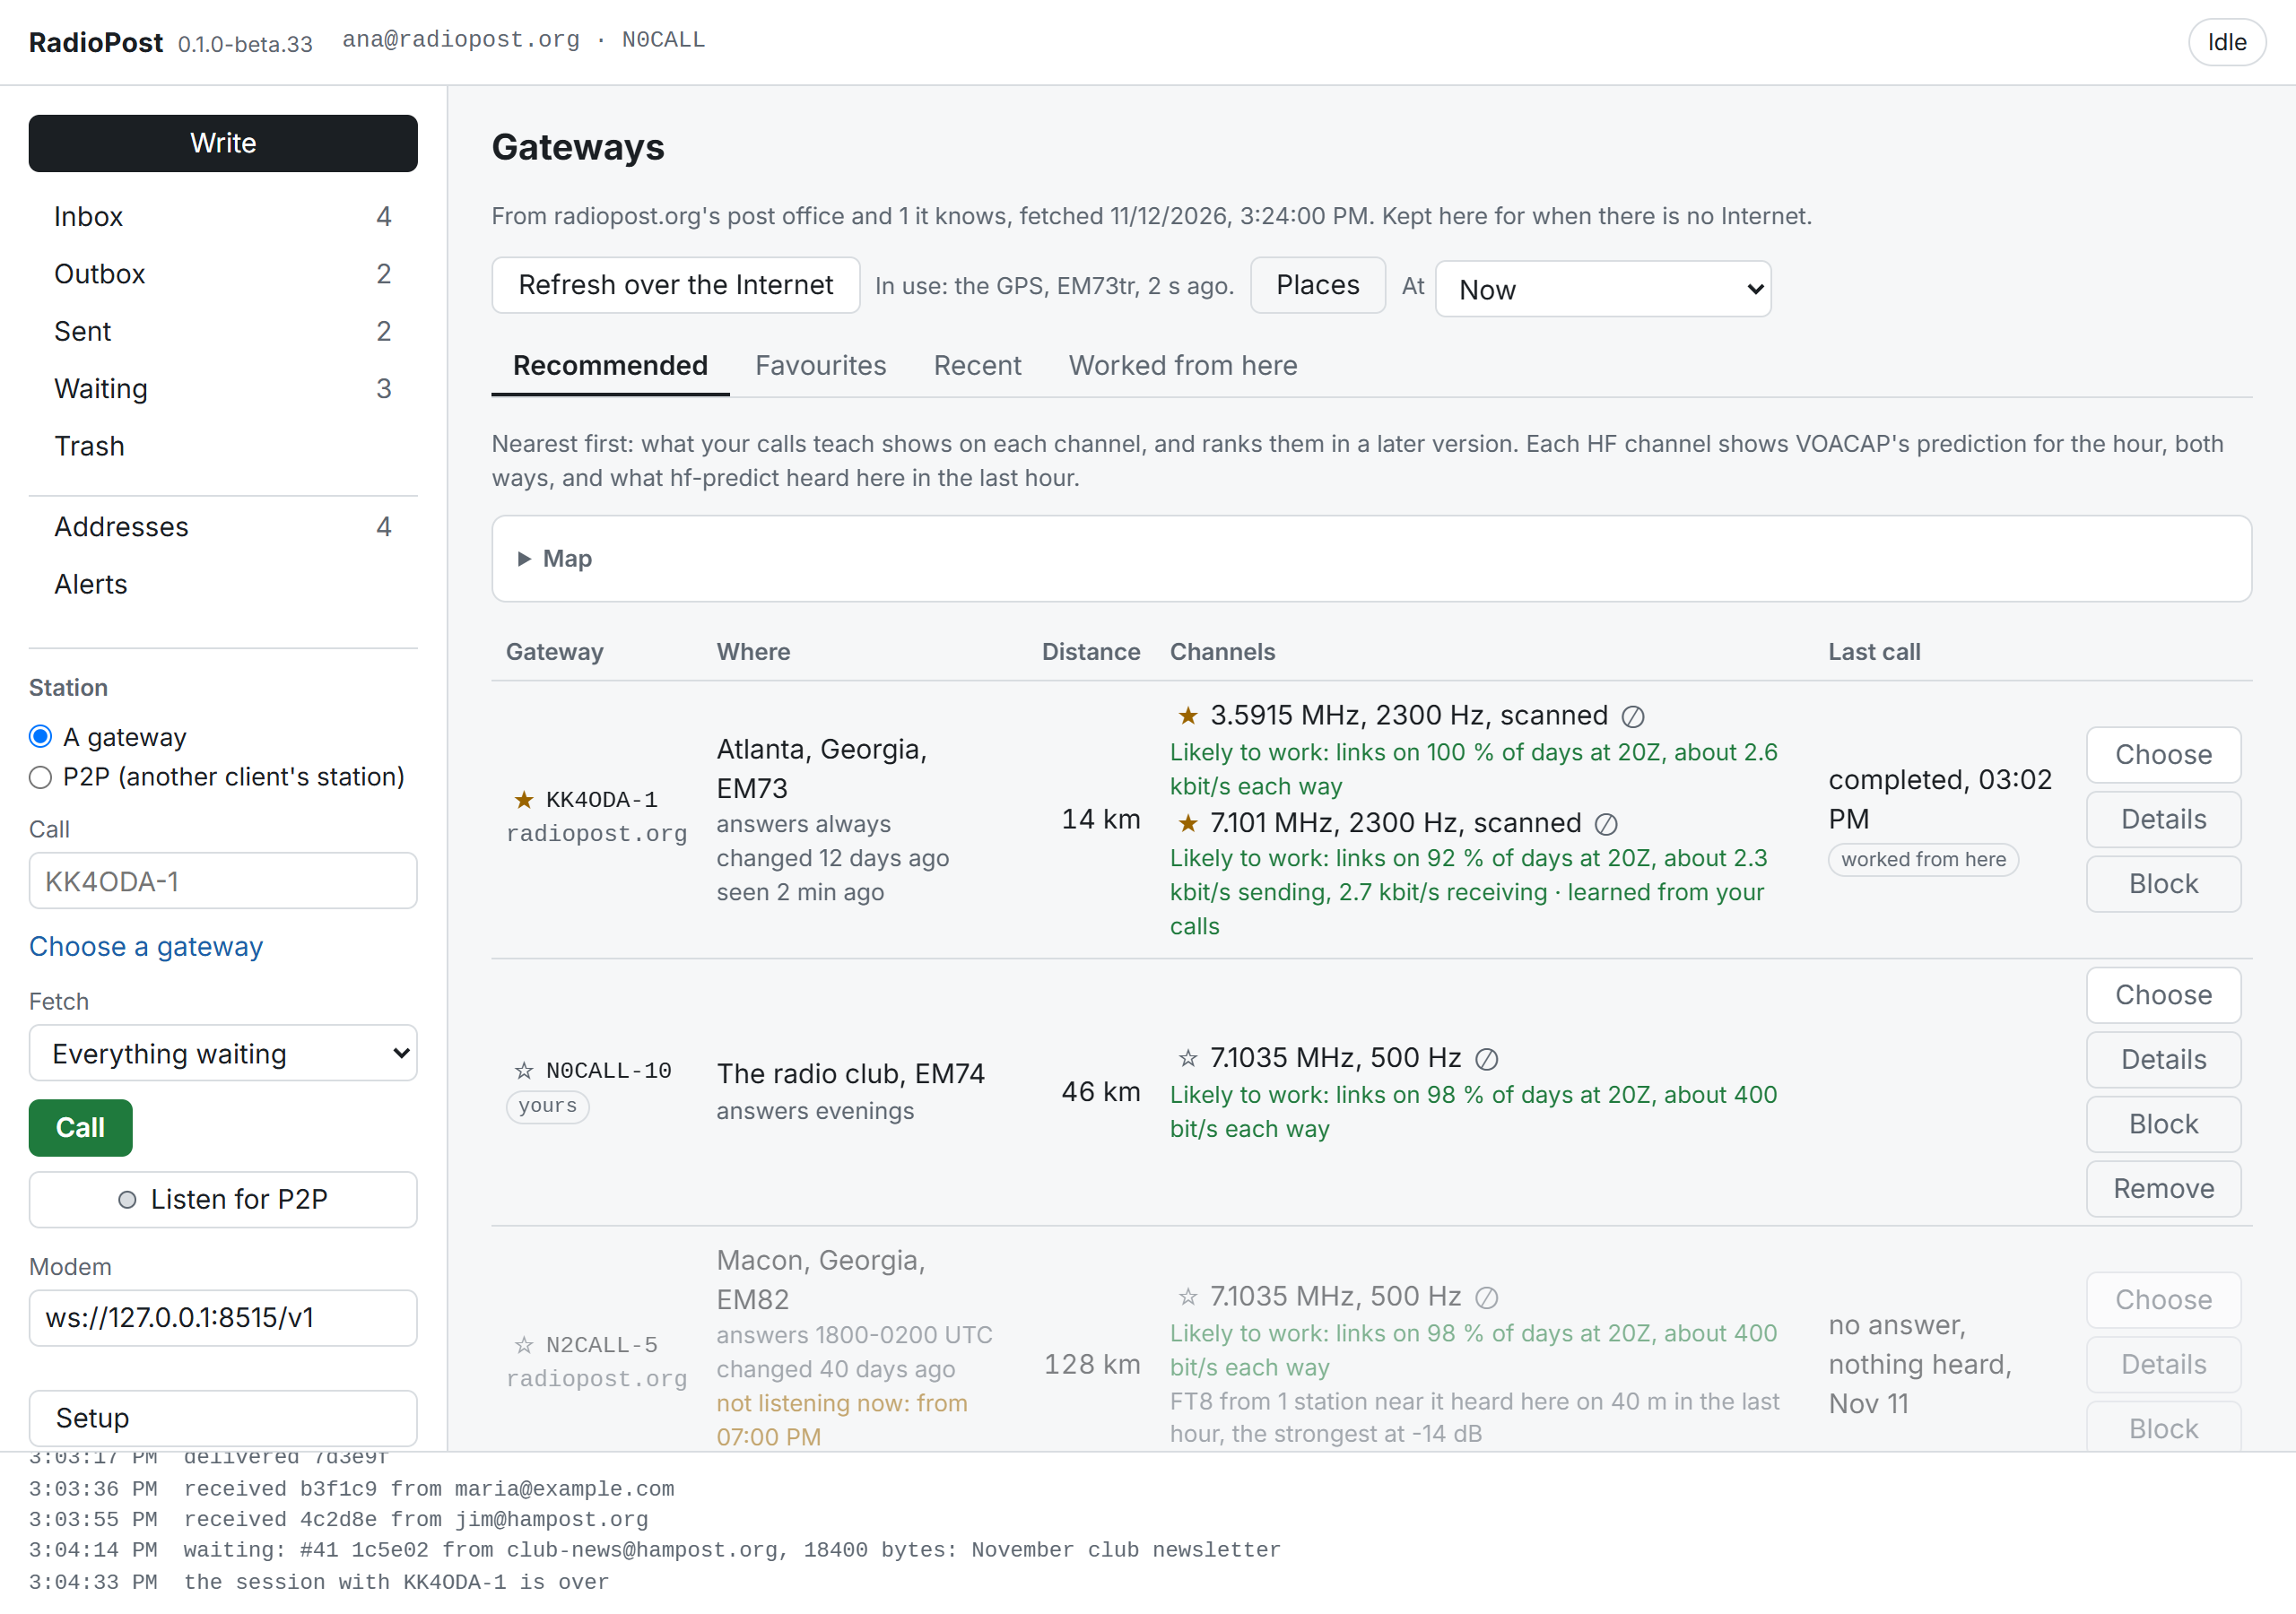 RadioPost 0.1.0-beta.33 ana@radiopost.org · N0CALL
Idle
Write
Inbox 4
Outbox 2
Sent 2
Waiting 3
Trash
Addresses 4
Alerts
Station
A gateway
P2P (another client's station)
Call
KK4ODA-1
Choose a gateway
Fetch
Everything waiting
Call
Listen for P2P
Modem
ws://127.0.0.1:8515/v1
Setup
Gateways
From radiopost.org's post office and 1 it knows, fetched 11/12/2026, 3:24:00 PM. Kept here for when there is no Internet.
Refresh over the Internet In use: the GPS, EM73tr, 2 s ago. Places At Now
Recommended Favourites Recent Worked from here
Nearest first: what your calls teach shows on each channel, and ranks them in a later version. Each HF channel shows VOACAP's prediction for the hour, both
ways, and what hf-predict heard here in the last hour.
▶ Map
Gateway Where Distance Channels Last call
★ KK4ODA-1
radiopost.org
Atlanta, Georgia,
EM73
answers always
changed 12 days ago
seen 2 min ago
14 km
★ 3.5915 MHz, 2300 Hz, scanned
Likely to work: links on 100 % of days at 20Z, about 2.6
kbit/s each way
★ 7.101 MHz, 2300 Hz, scanned
Likely to work: links on 92 % of days at 20Z, about 2.3
kbit/s sending, 2.7 kbit/s receiving · learned from your
calls
completed, 03:02
PM
worked from here
Choose
Details
Block
☆ N0CALL-10
yours
The radio club, EM74
answers evenings
46 km
☆ 7.1035 MHz, 500 Hz
Likely to work: links on 98 % of days at 20Z, about 400
bit/s each way
Choose
Details
Block
Remove
☆ N2CALL-5
radiopost.org
Macon, Georgia,
EM82
answers 1800-0200 UTC
changed 40 days ago
not listening now: from
07:00 PM
128 km
☆ 7.1035 MHz, 500 Hz
Likely to work: links on 98 % of days at 20Z, about 400
bit/s each way
FT8 from 1 station near it heard here on 40 m in the last
hour, the strongest at -14 dB
no answer,
nothing heard,
Nov 11
Choose
Details
Block
3:03:17 PM delivered 7d3e9f
3:03:36 PM received b3f1c9 from maria@example.com
3:03:55 PM received 4c2d8e from jim@hampost.org
3:04:14 PM waiting: #41 1c5e02 from club-news@hampost.org, 18400 bytes: November club newsletter
3:04:33 PM the session with KK4ODA-1 is over